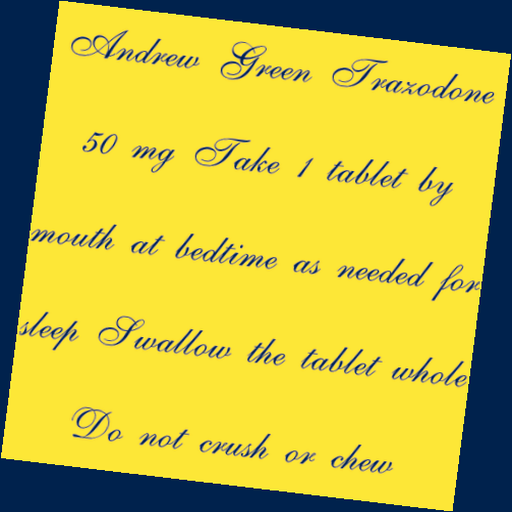 Andrew Green Trazodone
50 mg Take 1 tablet by
mouth at bedtime as needed for
sleep Swallow the tablet whole
Do not crush or chew